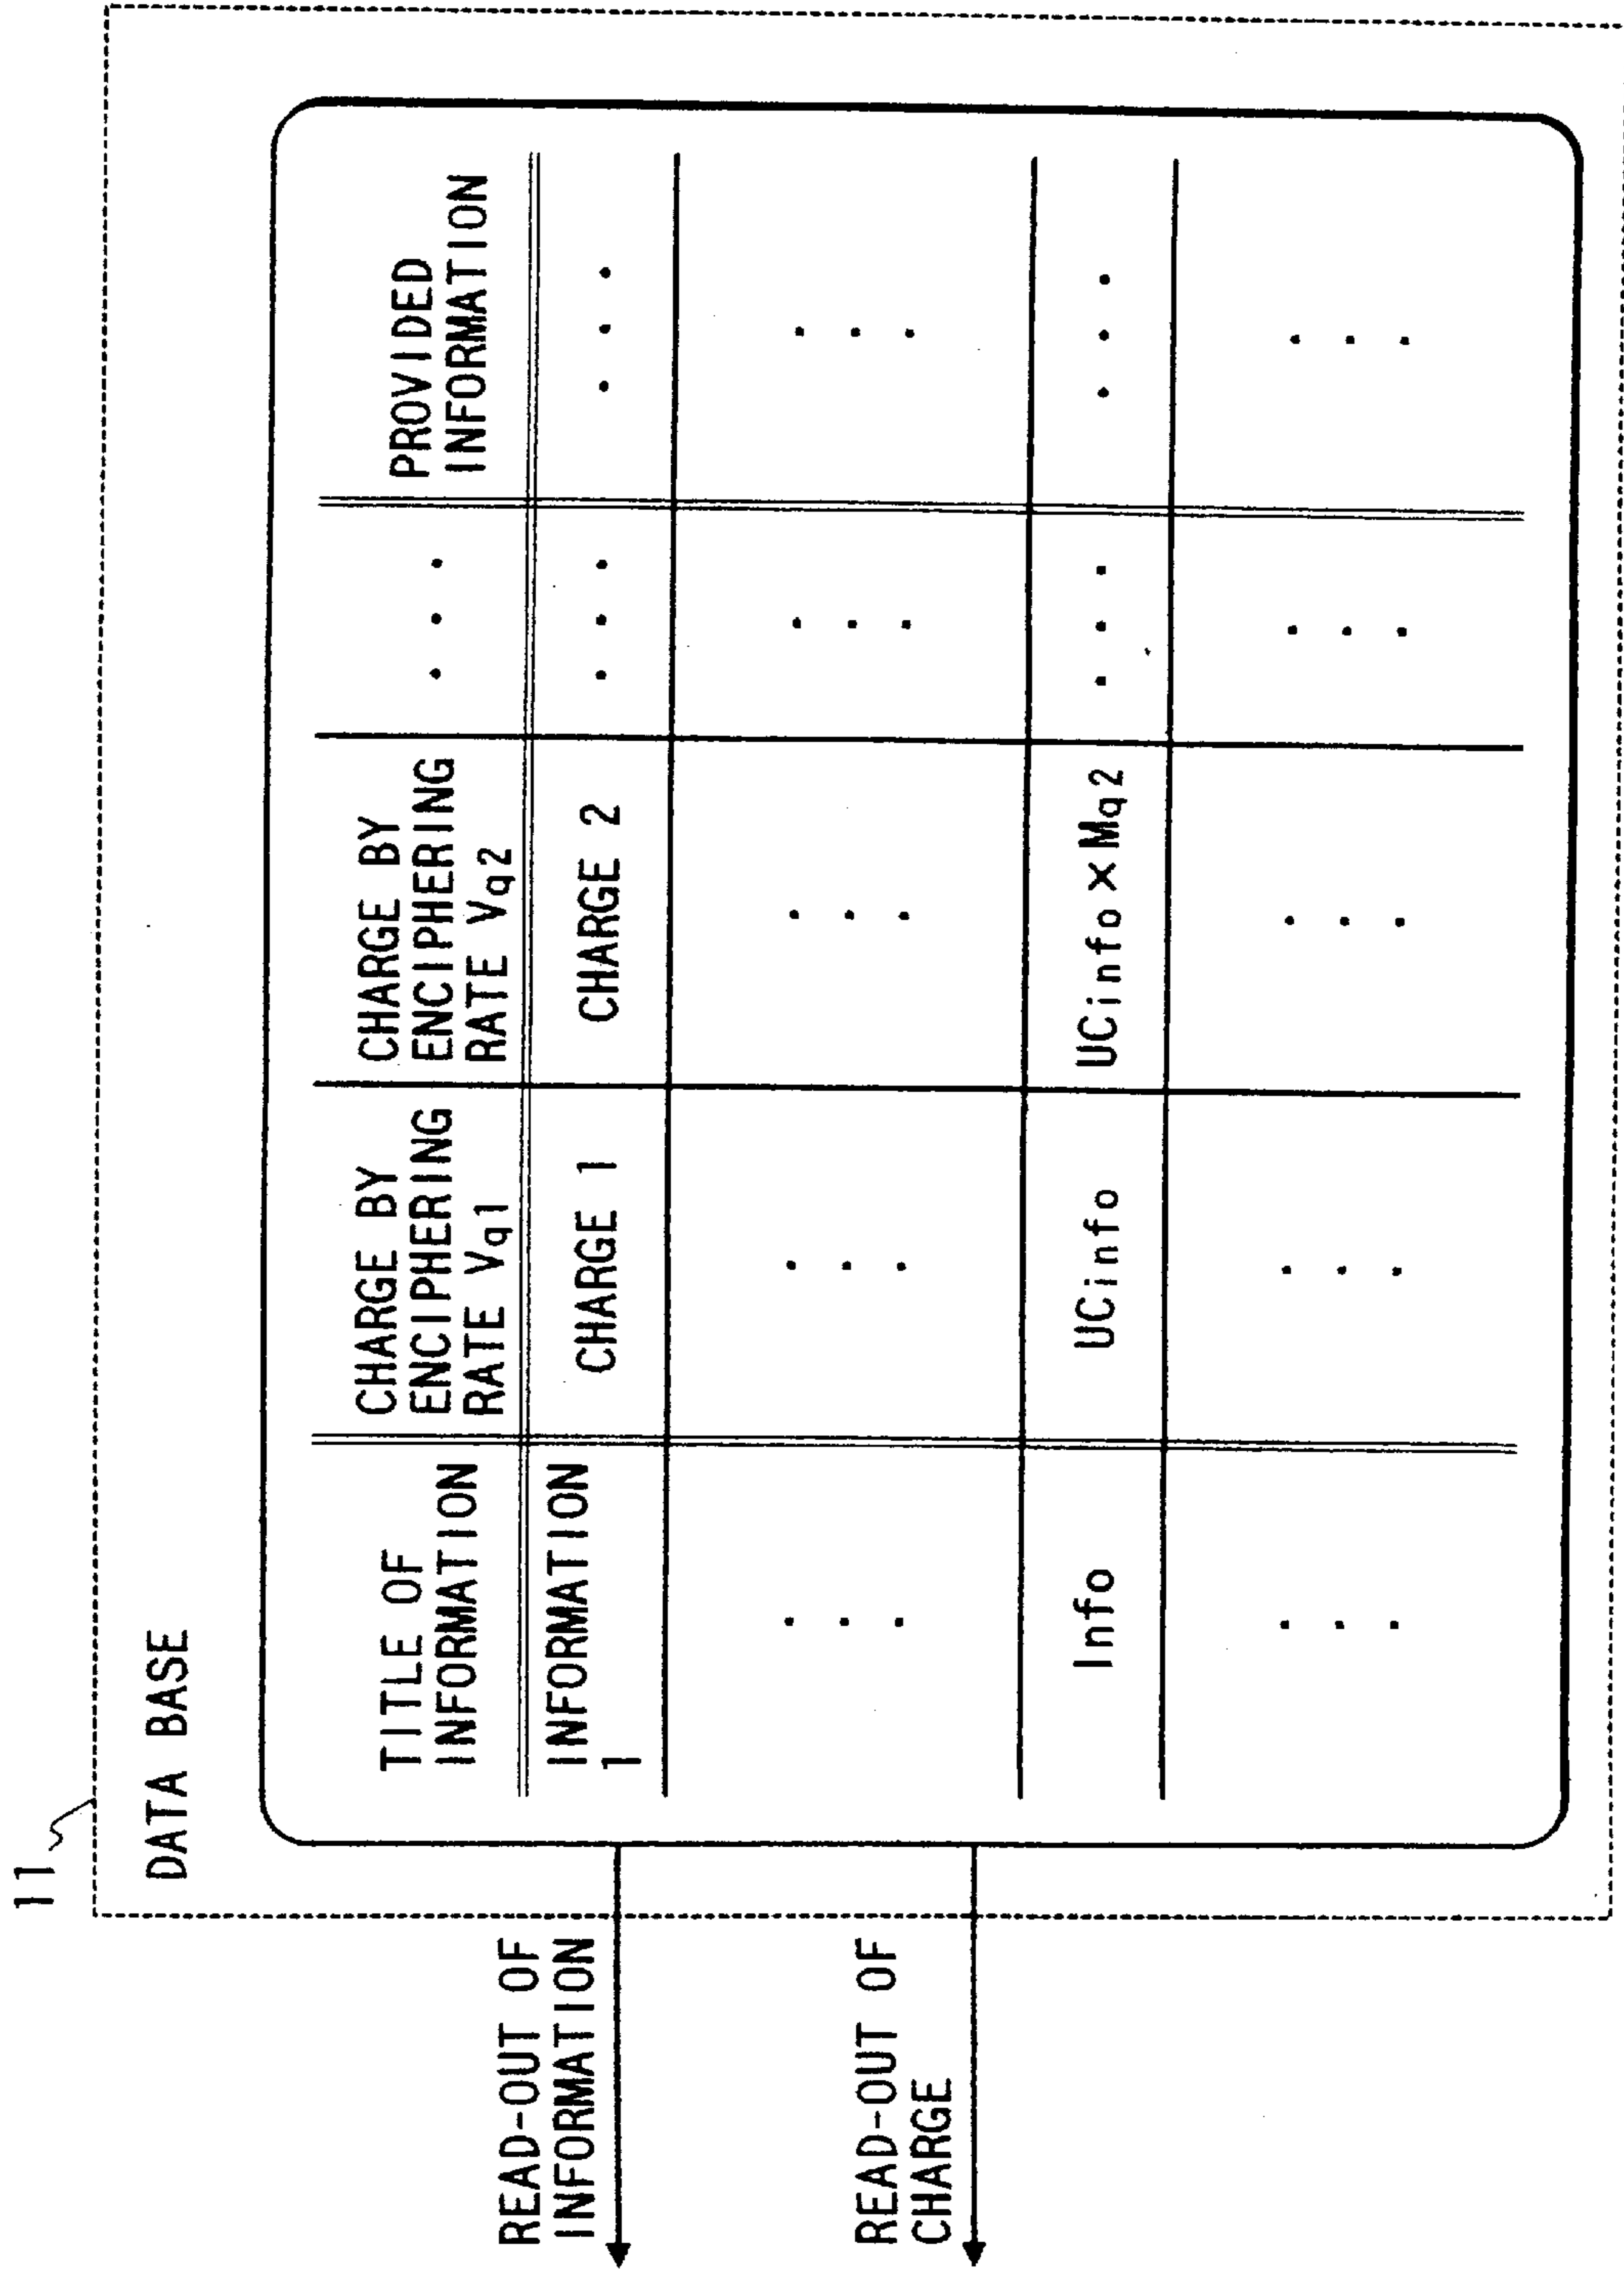 11
DATA BASE
TITLE OF
INFORMATION
CHARGE BY
ENCIPHERING
RATE Vq1
CHARGE BY
ENCIPHERING
RATE Vq2
. . .
PROVIDED
INFORMATION
INFORMATION
1
CHARGE 1
CHARGE 2
. . .
. . .
. . .
. . .
. . .
. . .
. . .
Info
UCinfo
UCinfo×Mq2
. . .
. . .
. . .
. . .
. . .
. . .
. . .
READ-OUT OF
INFORMATION
READ-OUT OF
CHARGE